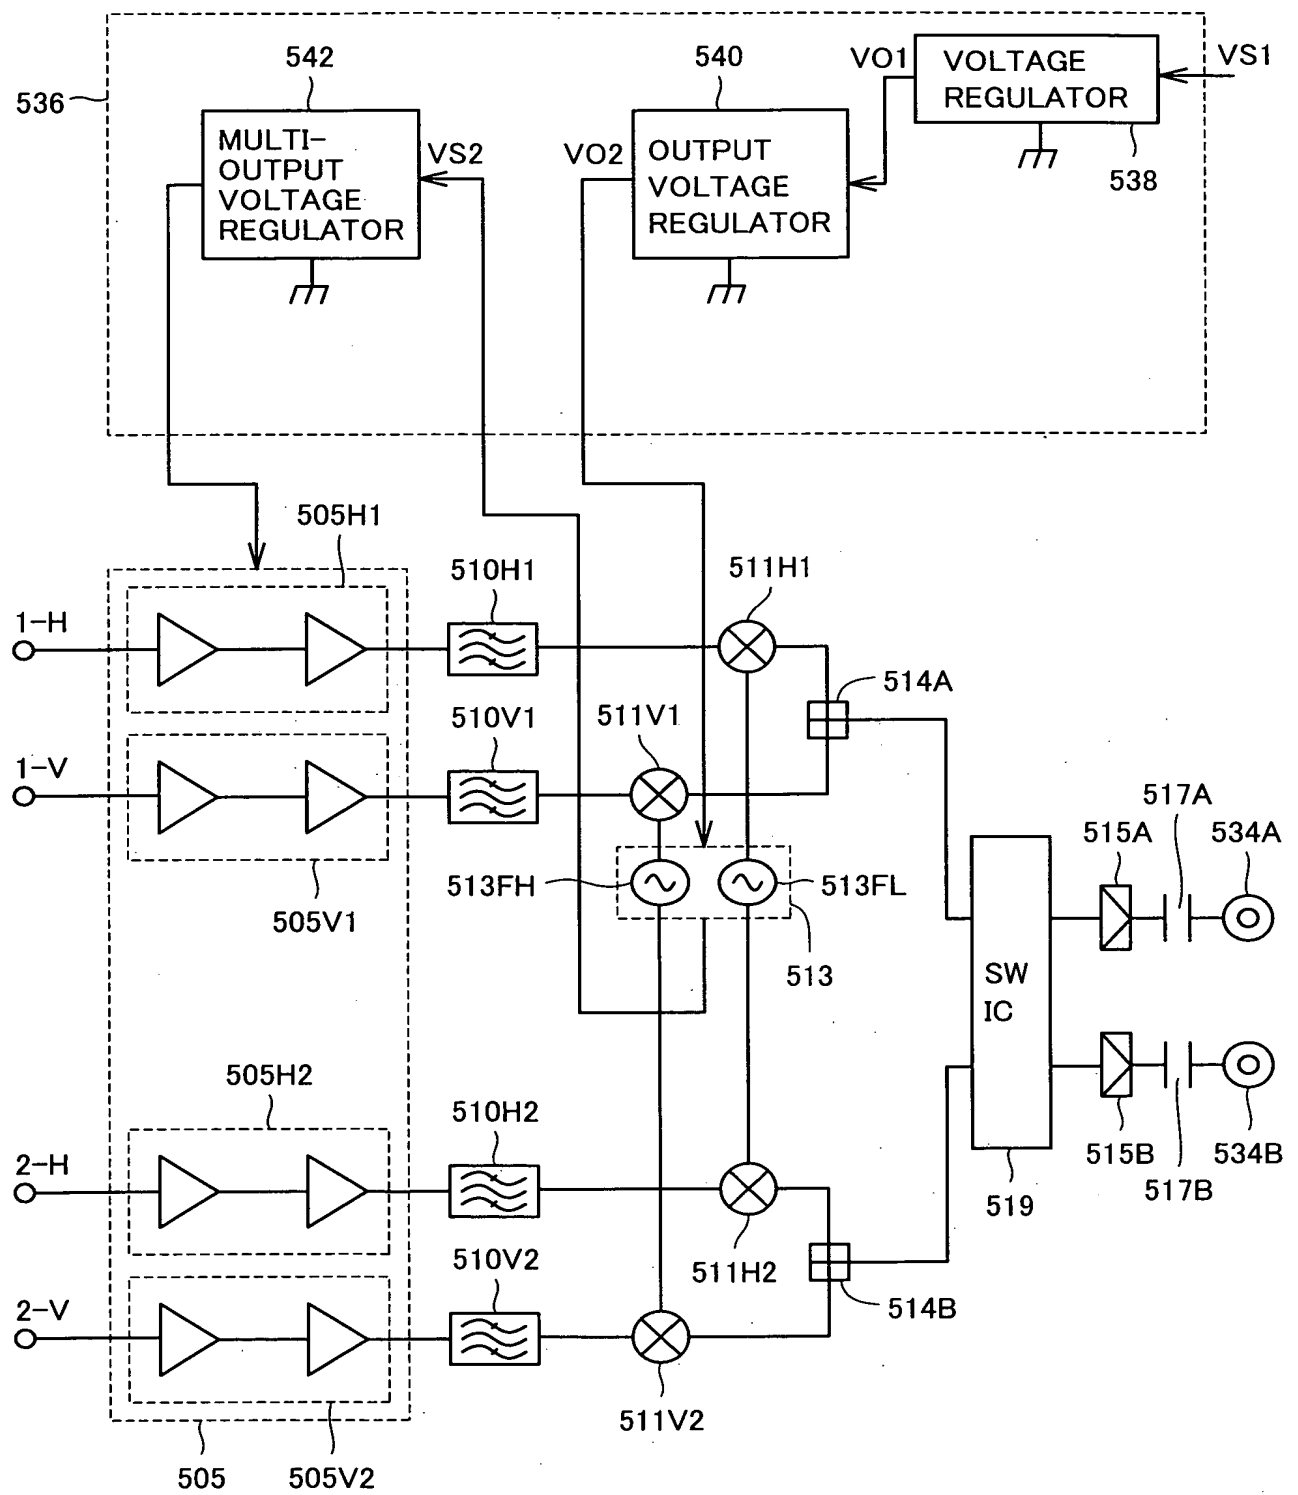 542
540
VO1
VOLTAGE
REGULATOR
VS1
536
MULTI-
OUTPUT
VOLTAGE
REGULATOR
VS2
VO2
OUTPUT
VOLTAGE
REGULATOR
538
505H1
510H1
511H1
1-H
514A
510V1
511V1
1-V
517A
515A
534A
513FH
513FL
505V1
513
SW
IC
505H2
510H2
2-H
515B
534B
517B
519
510V2
511H2
514B
2-V
511V2
505
505V2